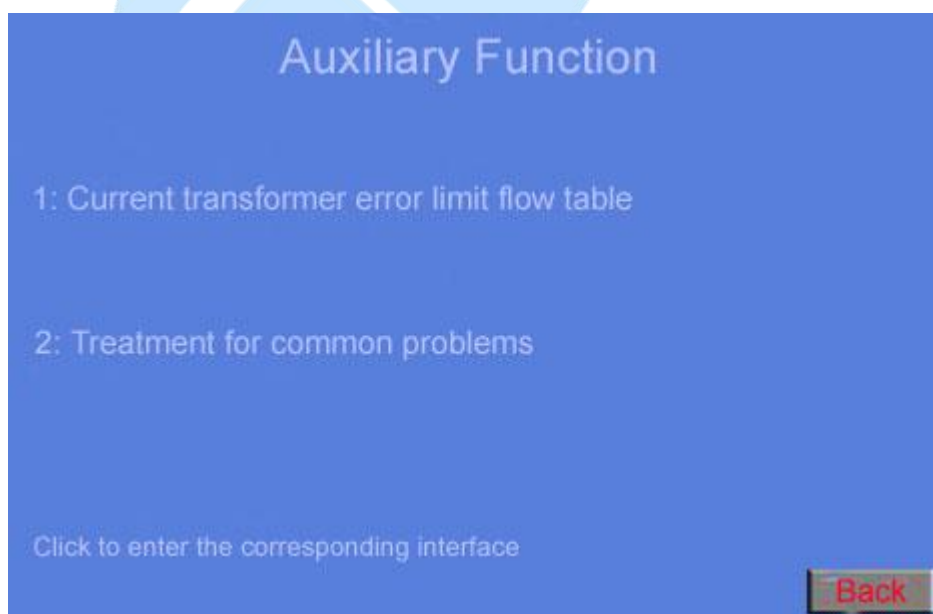 Auxiliary Function
1: Current transformer error limit flow table
2: Treatment for common problems
Click to enter the corresponding interface
Back